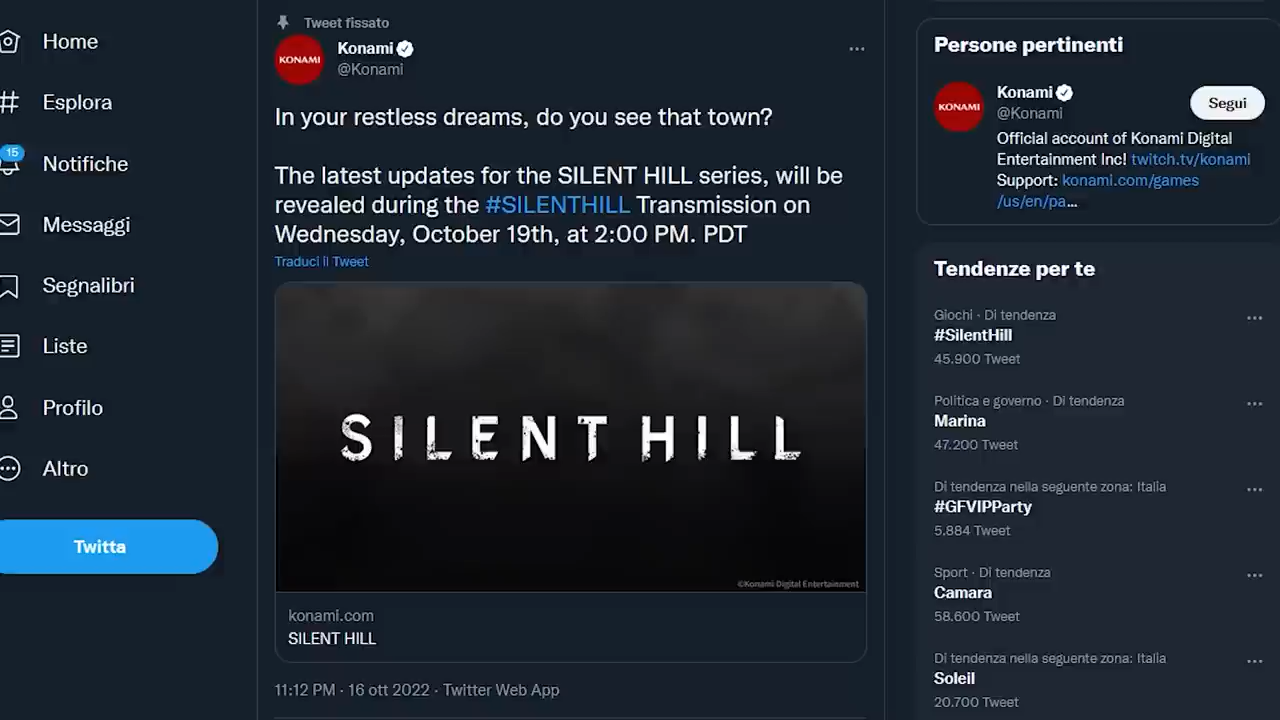 Home
Esplora
15
Notifiche
Messaggi
Segnalibri
Liste
Profilo
Altro
Twitta
Tweet fissato
KONAMI
Konami
@Konami
In your restless dreams, do you see that town?
The latest updates for the SILENT HILL series, will be
revealed during the #SILENTHILL Transmission on
Wednesday, October 19th, at 2:00 PM. PDT
Traduci il Tweet
SILENT HILL
©Konami Digital Entertainment
konami.com
SILENT HILL
11:12 PM · 16 ott 2022 · Twitter Web App
Persone pertinenti
KONAMI
Konami
@Konami
Segui
Official account of Konami Digital
Entertainment Inc! twitch.tv/konami
Support: konami.com/games
/us/en/pa...
Tendenze per te
Giochi · Di tendenza
#SilentHill
45.900 Tweet
Politica e governo · Di tendenza
Marina
47.200 Tweet
Di tendenza nella seguente zona: Italia
#GFVIPParty
5.884 Tweet
Sport · Di tendenza
Camara
58.600 Tweet
Di tendenza nella seguente zona: Italia
Soleil
20.700 Tweet